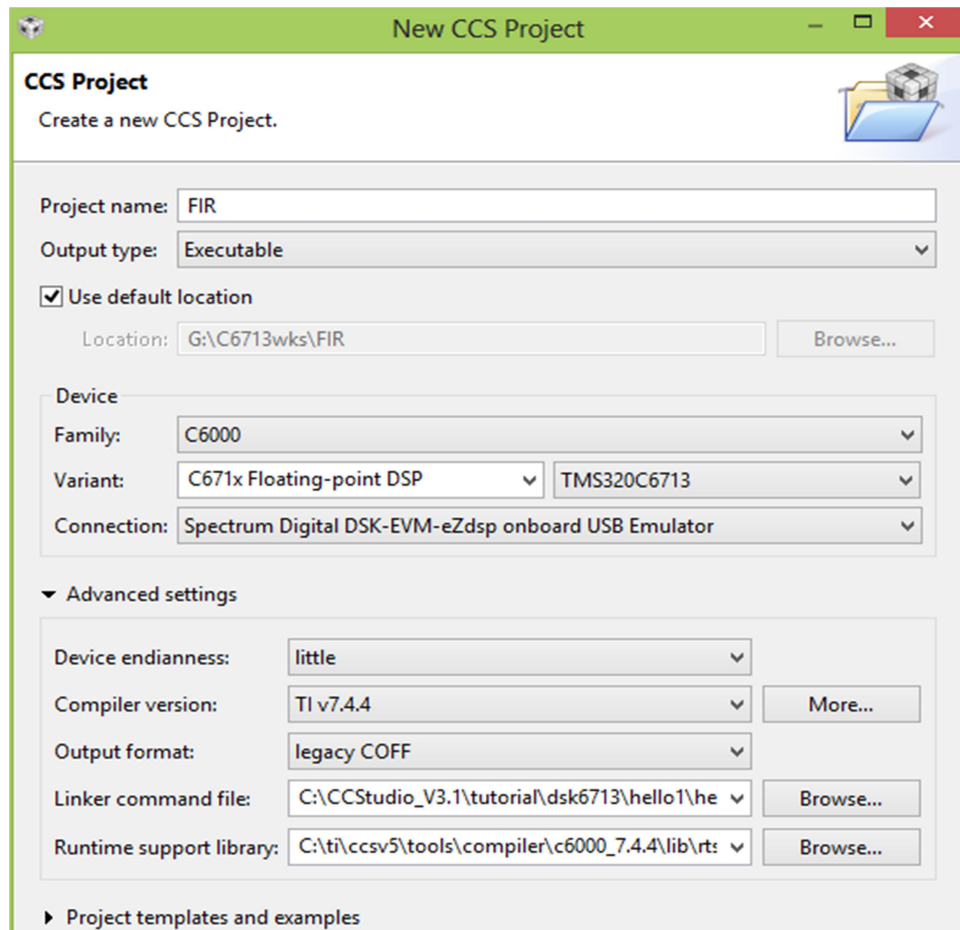 New CCS Project
CCS Project
Create a new CCS Project.
Project name: FIR
Output type: Executable
Use default location
Location: G:\C6713wks\FIR Browse...
Device
Family: C6000
Variant: C671x Floating-point DSP TMS320C6713
Connection: Spectrum Digital DSK-EVM-eZdsp onboard USB Emulator
Advanced settings
Device endianness: little
Compiler version: TI v7.4.4 More...
Output format: legacy COFF
Linker command file: C:\CCStudio_V3.1\tutorial\dsk6713\hello1\he Browse...
Runtime support library: C:\ti\ccsv5\tools\compiler\c6000_7.4.4\lib\rts Browse...
Project templates and examples